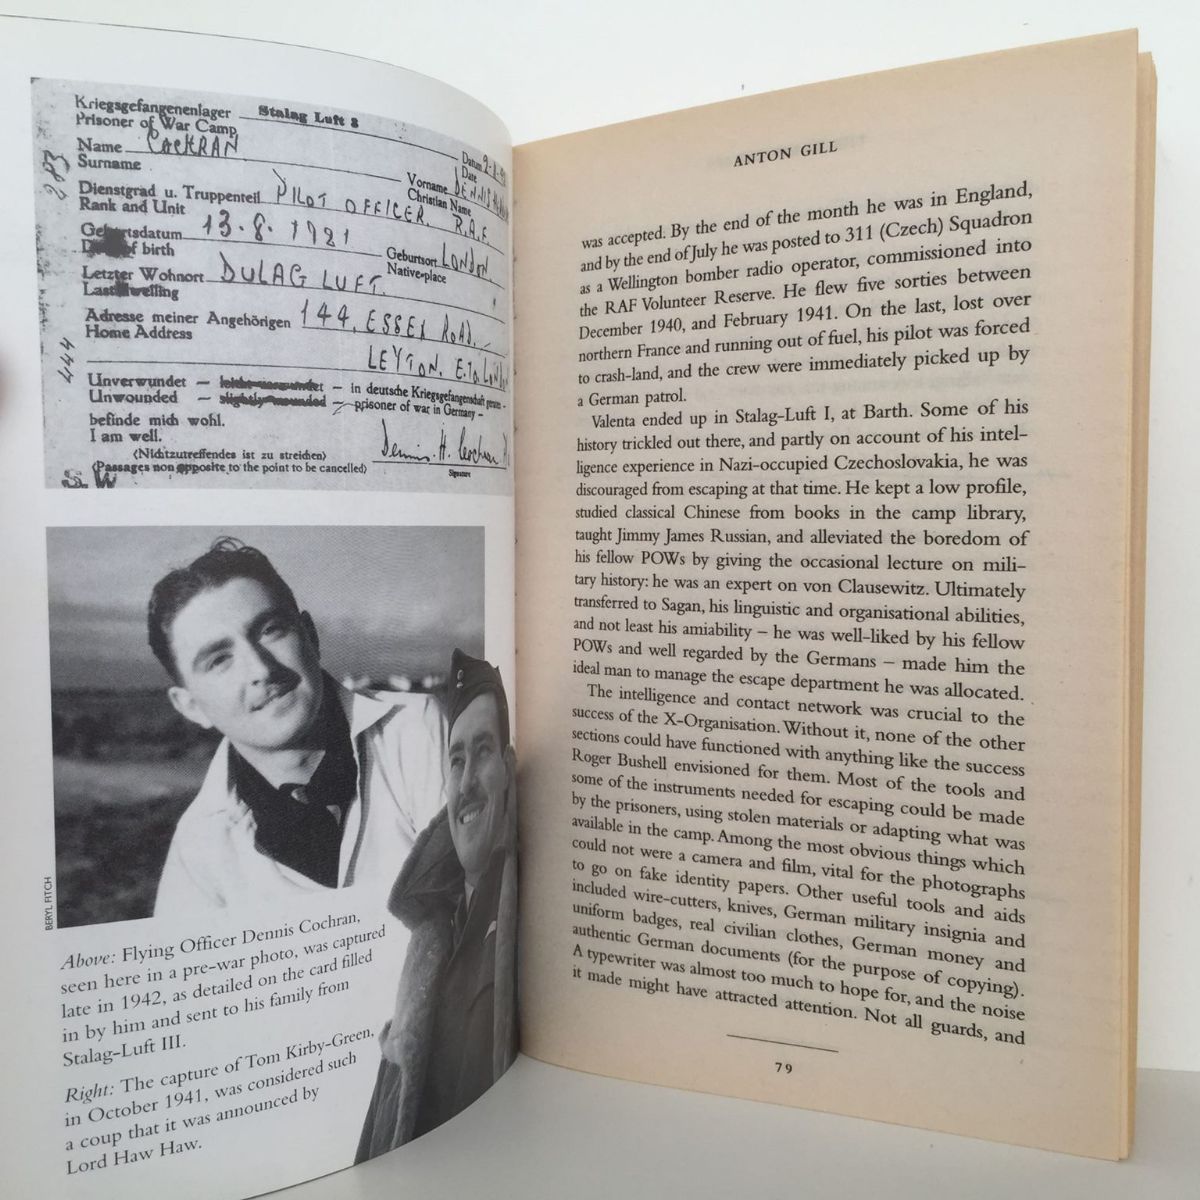 Kriegsgefangenenlager Stalag Luft 3
Prisoner of War Camp
Datum
Date
Name COCKRAN
Surname
Vorname DENNIS
Christian Name
Dienstgrad u. Truppenteil PILOT OFFICER. R.A.F.
Rank and Unit
Geburtsdatum 13.8.1921
of birth
Geburtsort LONDON.
Native-place
Letzter Wohnort DULAG LUFT.
Last dwelling
Adresse meiner Angehörigen 144, ESSEX ROAD.
Home Address
LEYTON. E.10.
444
Unverwundet – leicht verwundet – in deutsche Kriegsgefangenschaft
Unwounded – slightly wounded – prisoner of war in Germany –
befinde mich wohl.
I am well.
(Nichtzutreffendes ist zu streichen)
(Passages non opposite to the point to be cancelled)
Dennis. H. Cochran
Signature
S.W
BERYL FITCH
Above: Flying Officer Dennis Cochran,
seen here in a pre-war photo, was captured
late in 1942, as detailed on the card filled
in by him and sent to his family from
Stalag-Luft III.
Right: The capture of Tom Kirby-Green,
in October 1941, was considered such
a coup that it was announced by
Lord Haw Haw.
ANTON GILL
was accepted. By the end of the month he was in England,
and by the end of July he was posted to 311 (Czech) Squadron
as a Wellington bomber radio operator, commissioned into
the RAF Volunteer Reserve. He flew five sorties between
December 1940, and February 1941. On the last, lost over
northern France and running out of fuel, his pilot was forced
to crash-land, and the crew were immediately picked up by
a German patrol.
Valenta ended up in Stalag-Luft I, at Barth. Some of his
history trickled out there, and partly on account of his intel-
ligence experience in Nazi-occupied Czechoslovakia, he was
discouraged from escaping at that time. He kept a low profile,
studied classical Chinese from books in the camp library,
taught Jimmy James Russian, and alleviated the boredom of
his fellow POWs by giving the occasional lecture on mili-
tary history: he was an expert on von Clausewitz. Ultimately
transferred to Sagan, his linguistic and organisational abilities,
and not least his amiability – he was well-liked by his fellow
POWs and well regarded by the Germans – made him the
ideal man to manage the escape department he was allocated.
The intelligence and contact network was crucial to the
success of the X-Organisation. Without it, none of the other
sections could have functioned with anything like the success
Roger Bushell envisioned for them. Most of the tools and
some of the instruments needed for escaping could be made
by the prisoners, using stolen materials or adapting what was
available in the camp. Among the most obvious things which
could not were a camera and film, vital for the photographs
to go on fake identity papers. Other useful tools and aids
included wire-cutters, knives, German military insignia and
uniform badges, real civilian clothes, German money and
authentic German documents (for the purpose of copying).
A typewriter was almost too much to hope for, and the noise
it made might have attracted attention. Not all guards, and
79